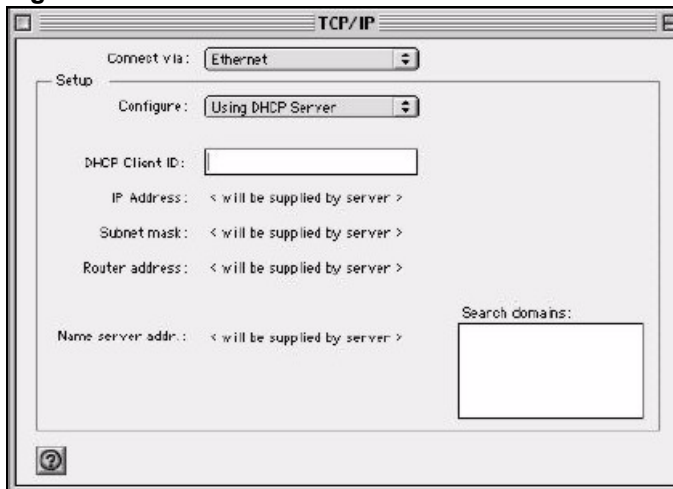 TCP/IP
Connect via: Ethernet
Setup
Configure: Using DHCP Server
DHCP Client ID:
IP Address: < will be supplied by server >
Subnet mask: < will be supplied by server >
Router address: < will be supplied by server >
Search domains:
Name server addr.: < will be supplied by server >
?